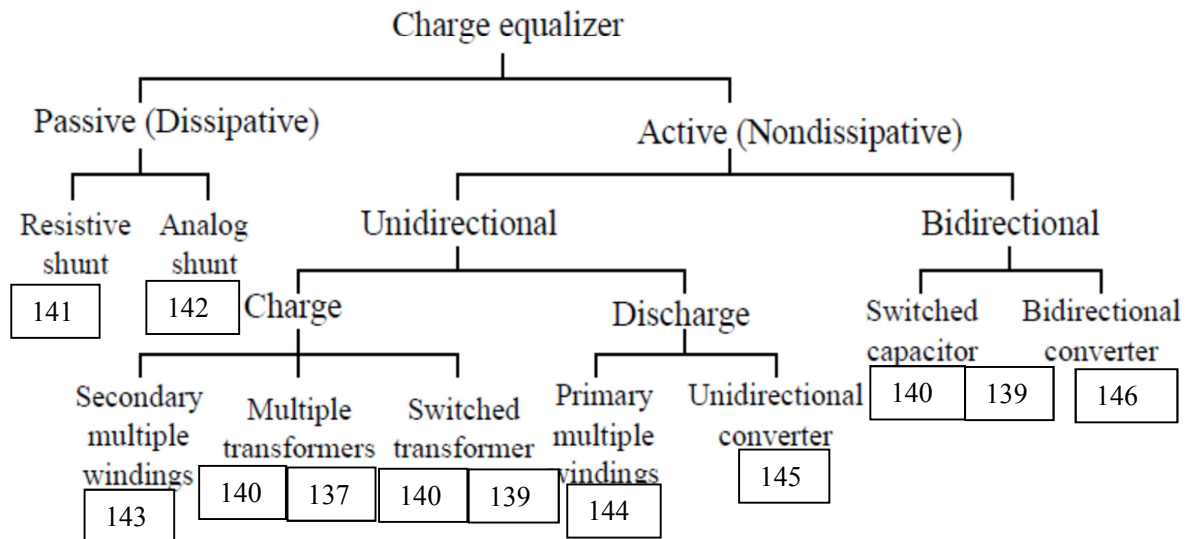 Charge equalizer
Passive (Dissipative)
Active (Nondissipative)
Resistive
shunt
141
Analog
shunt
142
Unidirectional
Bidirectional
Charge
Discharge
Switched
capacitor
140
139
Bidirectional
converter
146
Secondary
multiple
windings
143
Multiple
transformers
140
137
Switched
transformer
140
139
Primary
multiple
vindings
144
Unidirectional
converter
145